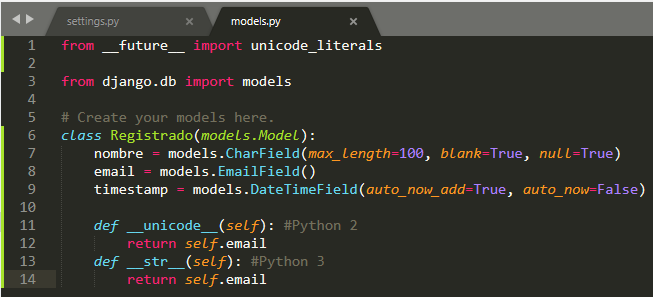 settings.py × models.py ×
1 from __future__ import unicode_literals
2
3 from django.db import models
4
5 # Create your models here.
6 class Registrado(models.Model):
7     nombre = models.CharField(max_length=100, blank=True, null=True)
8     email = models.EmailField()
9     timestamp = models.DateTimeField(auto_now_add=True, auto_now=False)
10
11     def __unicode__(self): #Python 2
12         return self.email
13     def __str__(self): #Python 3
14         return self.email